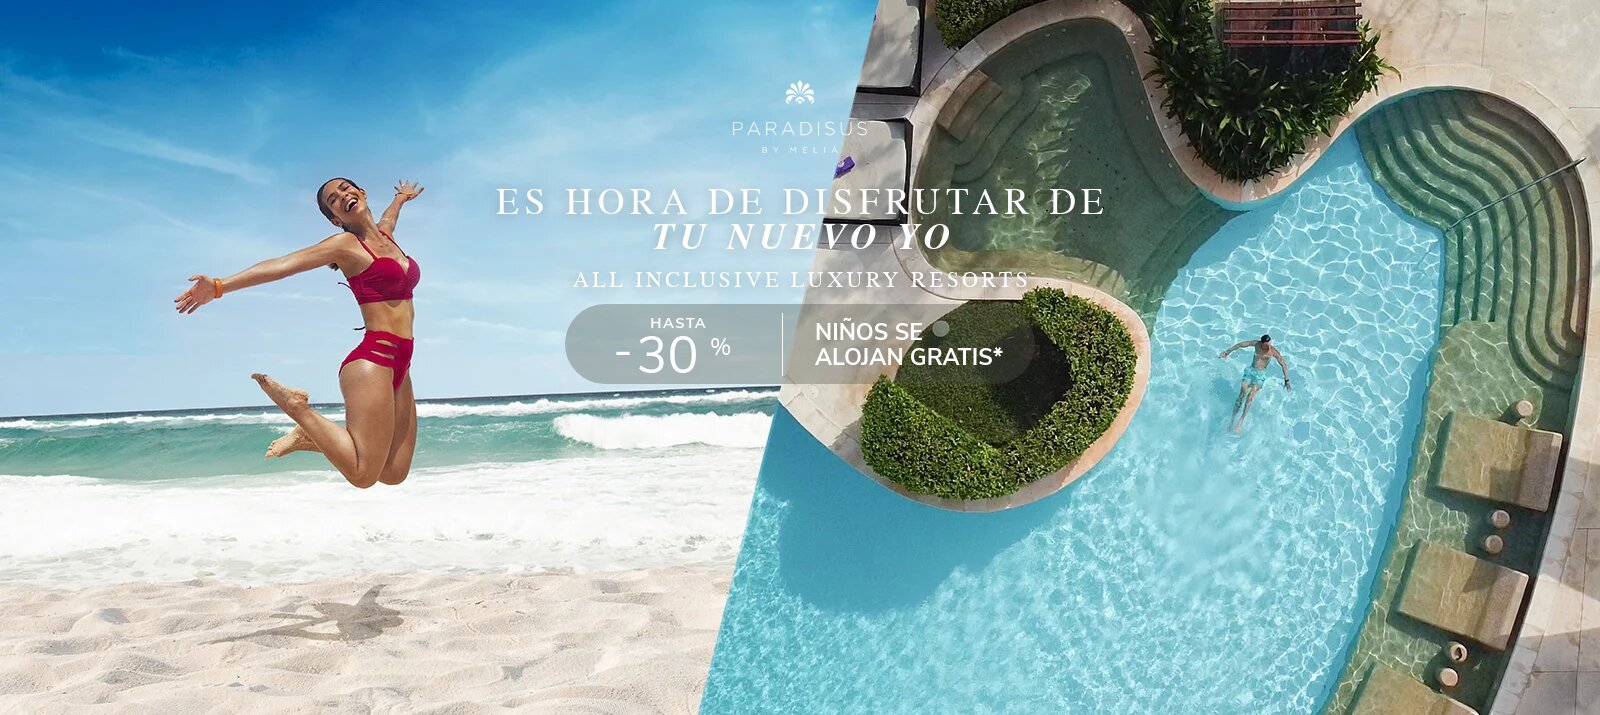 PARADISUS
BY MELIÁ
ES HORA DE DISFRUTAR DE
TU NUEVO YO
ALL INCLUSIVE LUXURY RESORTS
HASTA
-30 %
NIÑOS SE
ALOJAN GRATIS*